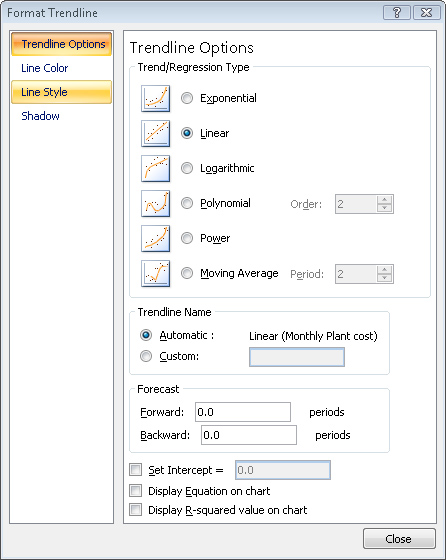 Format Trendline
Trendline Options
Line Color
Line Style
Shadow
Trendline Options
Trend/Regression Type
Exponential
Linear
Logarithmic
Polynomial Order: 2
Power
Moving Average Period: 2
Trendline Name
Automatic : Linear (Monthly Plant cost)
Custom:
Forecast
Forward: 0.0 periods
Backward: 0.0 periods
Set Intercept = 0.0
Display Equation on chart
Display R-squared value on chart
Close